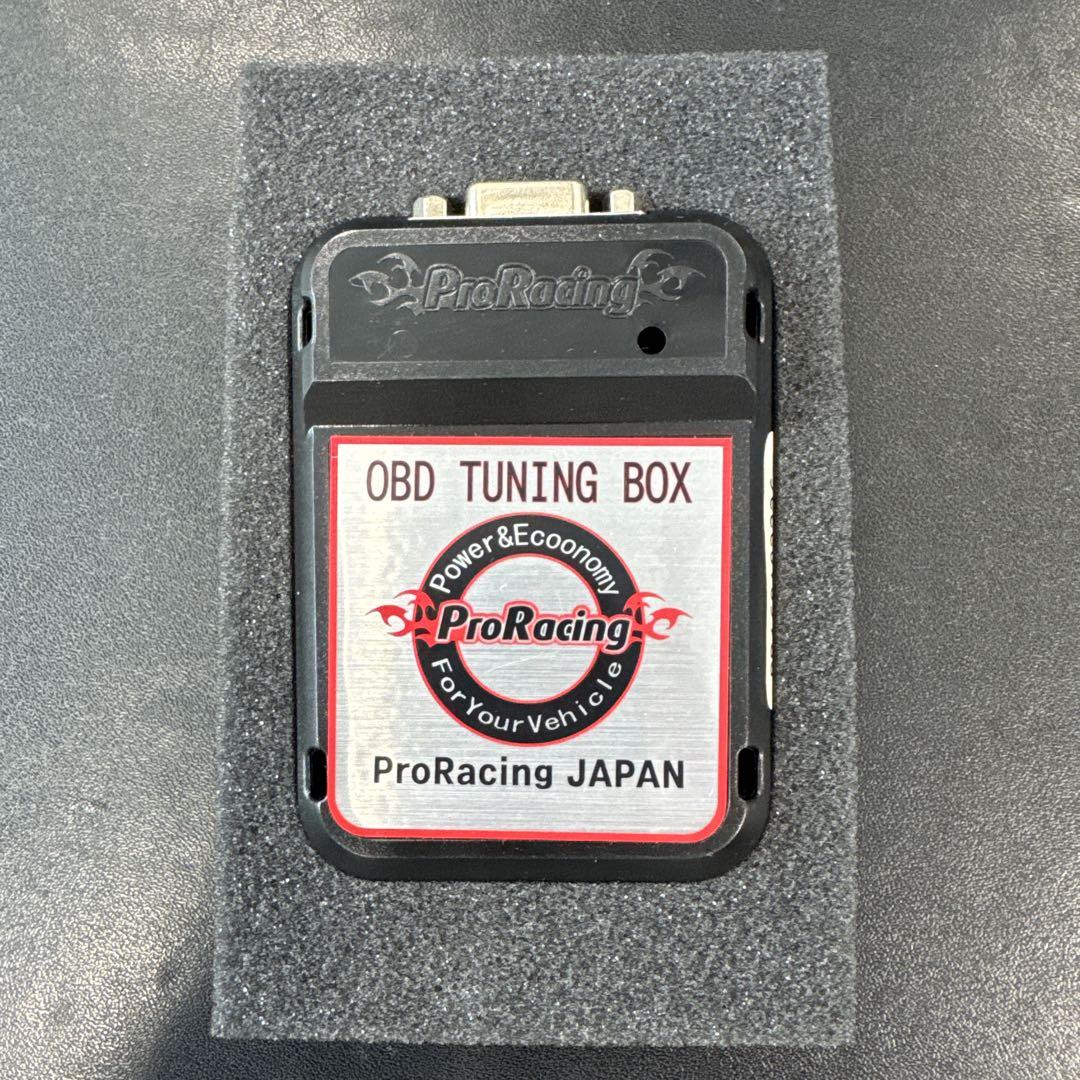 ProRacing
OBD TUNING BOX
Power&Ecoonomy
ProRacing
ForYourVehicle
ProRacing JAPAN